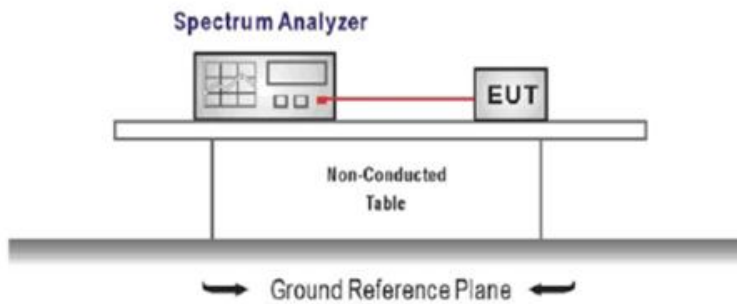 Spectrum Analyzer
EUT
Non-Conducted
Table
Ground Reference Plane